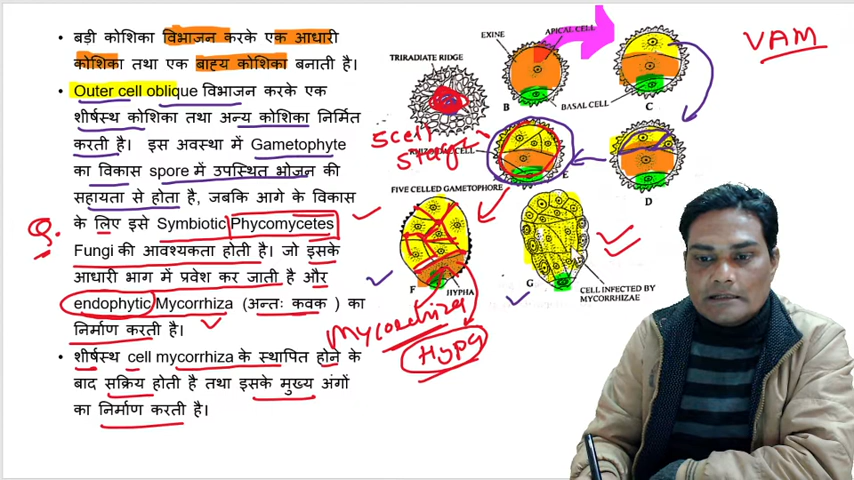 • बड़ी कोशिका विभाजन करके एक आधारी
कोशिका तथा एक बाह्य कोशिका बनाती है।
• Outer cell oblique विभाजन करके एक
शीर्षस्थ कोशिका तथा अन्य कोशिका निर्मित
करती है। इस अवस्था में Gametophyte
का विकास spore में उपस्थित भोजन की
सहायता से होता है, जबकि आगे के विकास
के लिए इसे Symbiotic Phycomycetes
Fungi की आवश्यकता होती है। जो इसके
आधारी भाग में प्रवेश कर जाती है और
endophytic Mycorrhiza (अन्तः कवक ) का
निर्माण करती है।
• शीर्षस्थ cell mycorrhiza के स्थापित होने के
बाद सक्रिय होती है तथा इसके मुख्य अंगों
का निर्माण करती है।
Q.
EXINE
APICAL CELL
TRIRADIATE RIDGE
B
BASAL CELL
C
VAM
5 cell
stage
CELL
E
D
FIVE CELLED GAMETOPHORE
F
HYPHA
G
CELL INFECTED BY
MYCORRHIZAE
Mycorrhiza